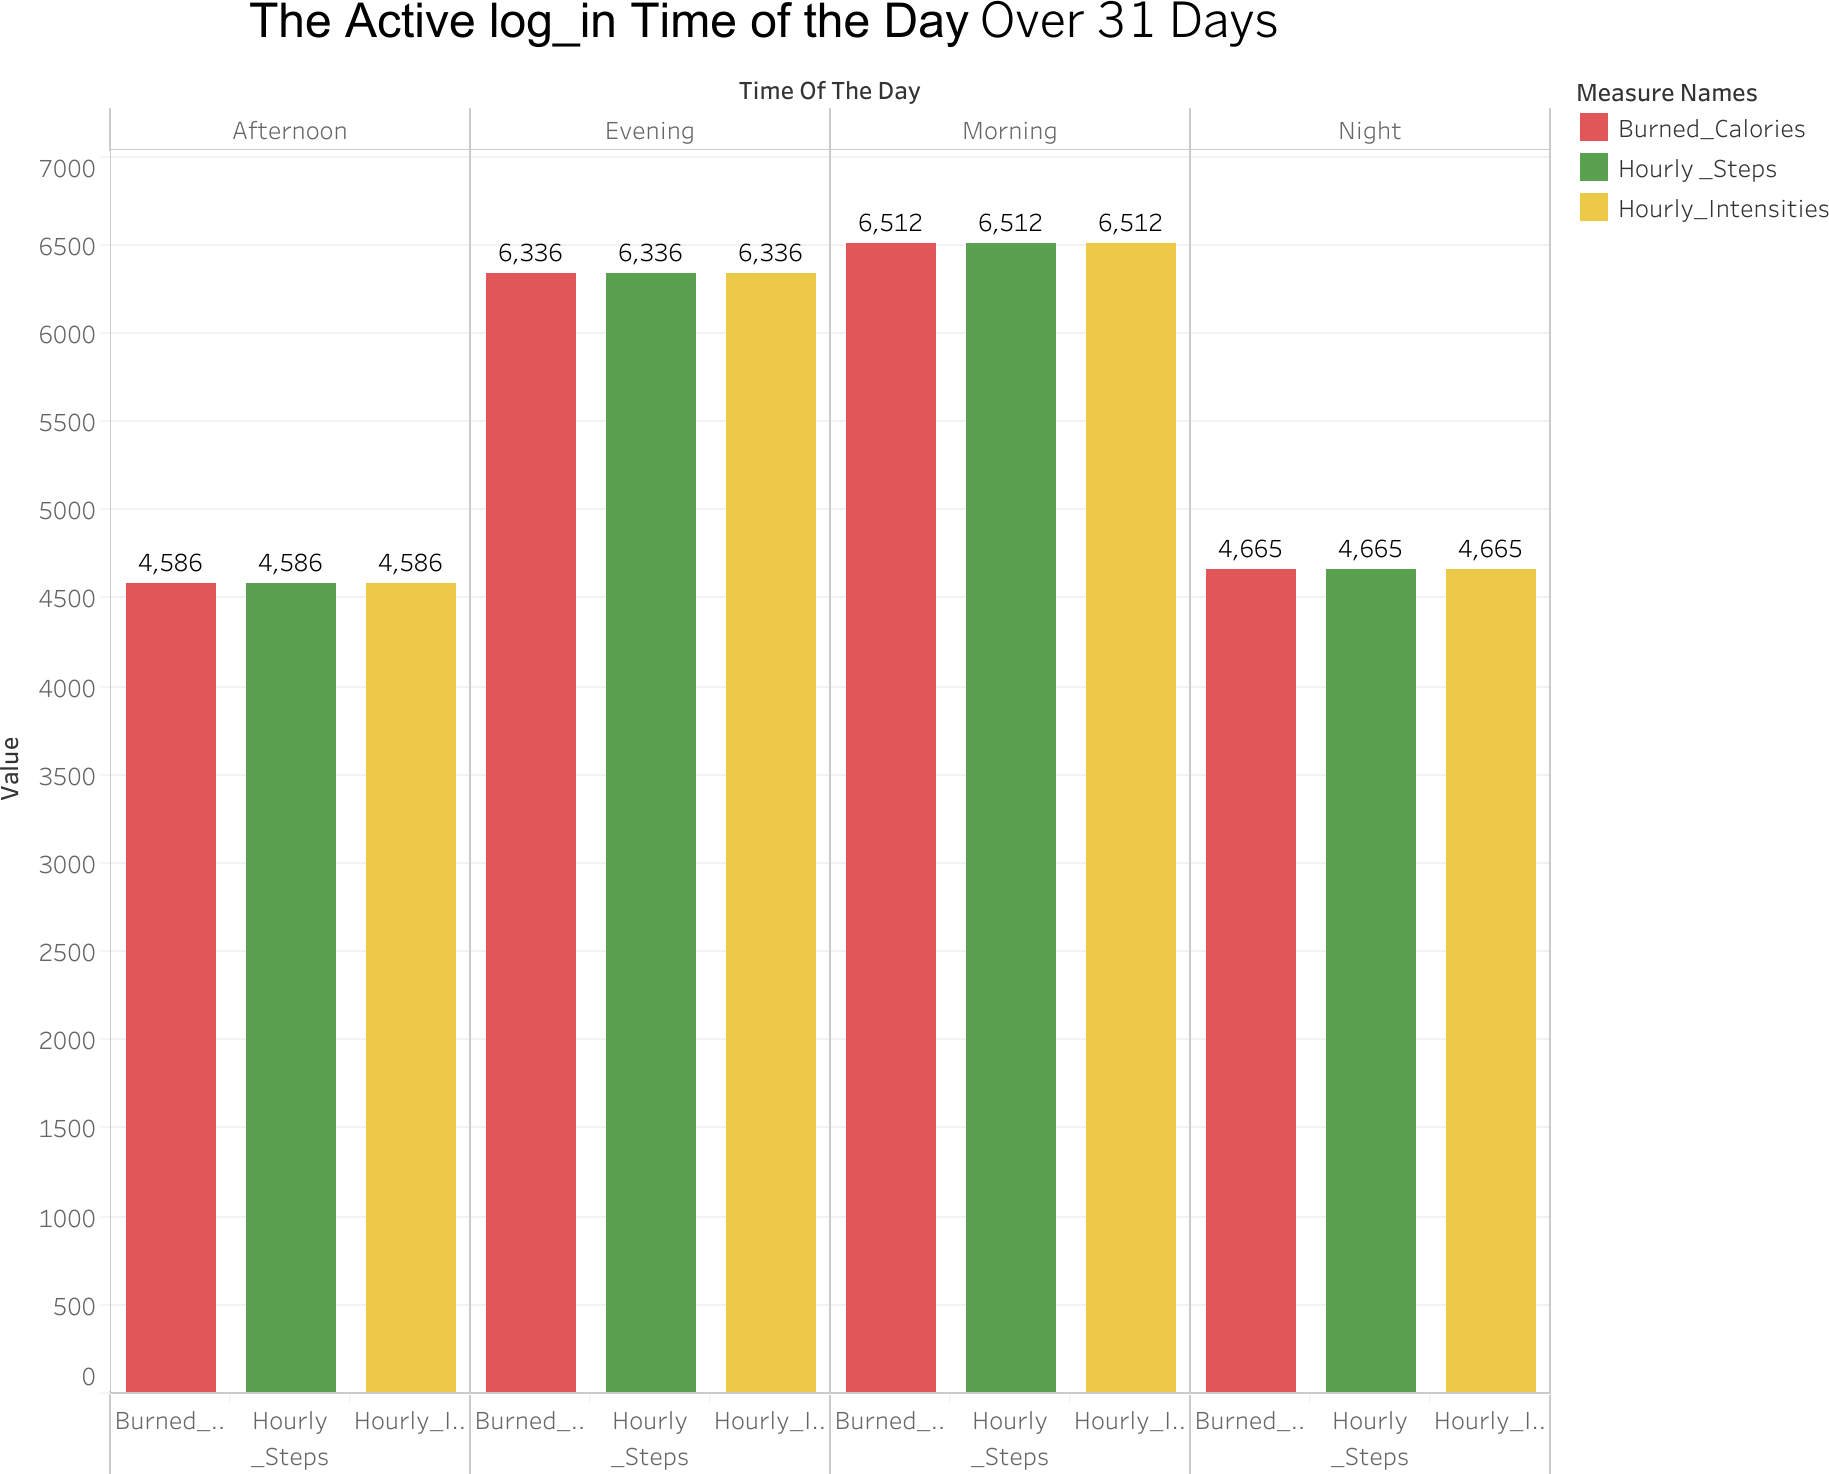 The Active log_in Time of the Day Over 31 Days
Time Of The Day
Afternoon Evening Morning Night
Measure Names
Burned_Calories
Hourly _Steps
Hourly_Intensities
Value
7000
6500
6000
5500
5000
4500
4000
3500
3000
2500
2000
1500
1000
500
0
4,586 4,586 4,586
6,336 6,336 6,336
6,512 6,512 6,512
4,665 4,665 4,665
Burned_.. Hourly _Steps Hourly_I..
Burned_.. Hourly _Steps Hourly_I..
Burned_.. Hourly _Steps Hourly_I..
Burned_.. Hourly _Steps Hourly_I..